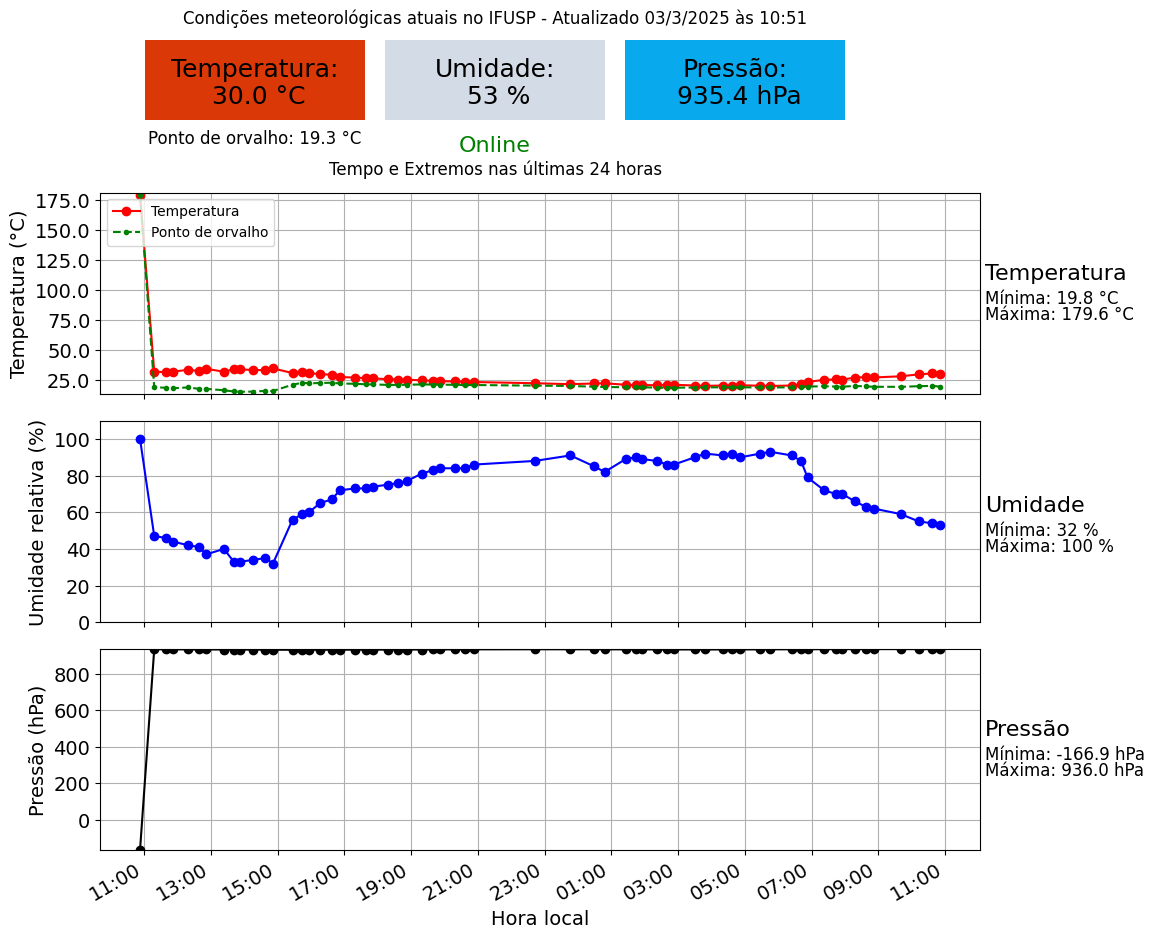 Condições meteorológicas atuais no IFUSP - Atualizado 03/3/2025 às 10:51
Temperatura:
30.0 °C
Umidade:
53 %
Pressão:
935.4 hPa
Ponto de orvalho: 19.3 °C
Online
Tempo e Extremos nas últimas 24 horas
Temperatura (°C)
175.0
150.0
125.0
100.0
75.0
50.0
25.0
Temperatura
Ponto de orvalho
Temperatura
Mínima: 19.8 °C
Máxima: 179.6 °C
Umidade relativa (%)
100
80
60
40
20
0
Umidade
Mínima: 32 %
Máxima: 100 %
Pressão (hPa)
800
600
400
200
0
Pressão
Mínima: -166.9 hPa
Máxima: 936.0 hPa
11:00 13:00 15:00 17:00 19:00 21:00 23:00 01:00 03:00 05:00 07:00 09:00 11:00
Hora local